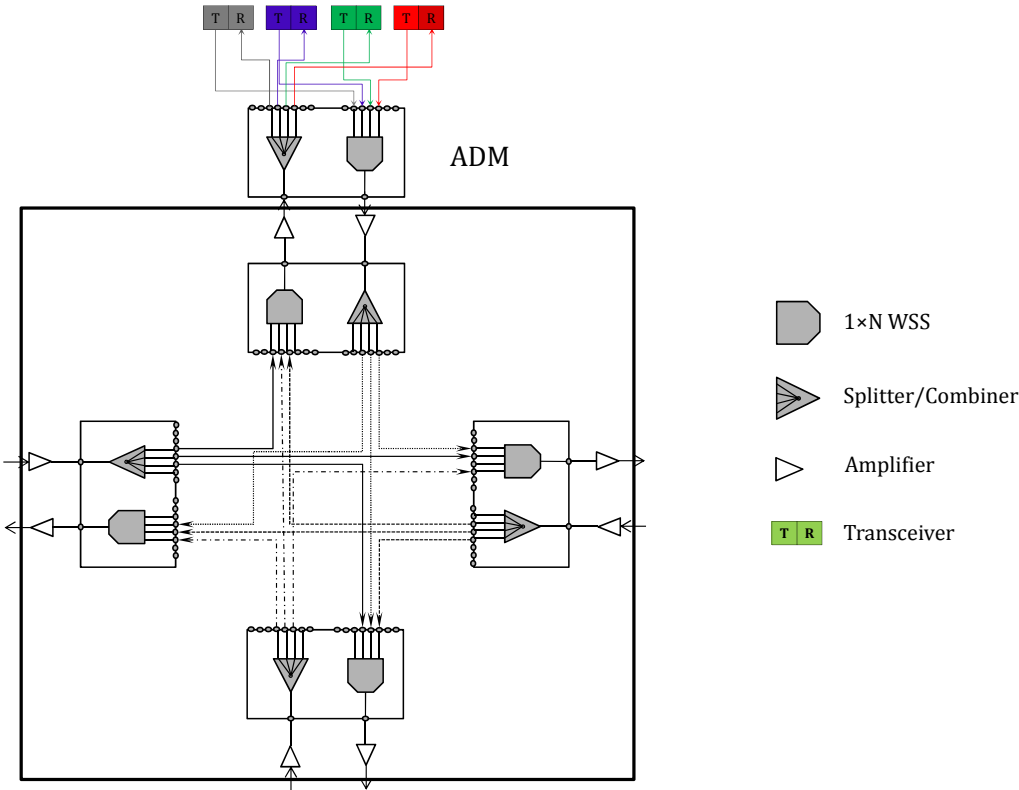 T R T R T R T R
ADM
1×N WSS
Splitter/Combiner
Amplifier
T R
Transceiver